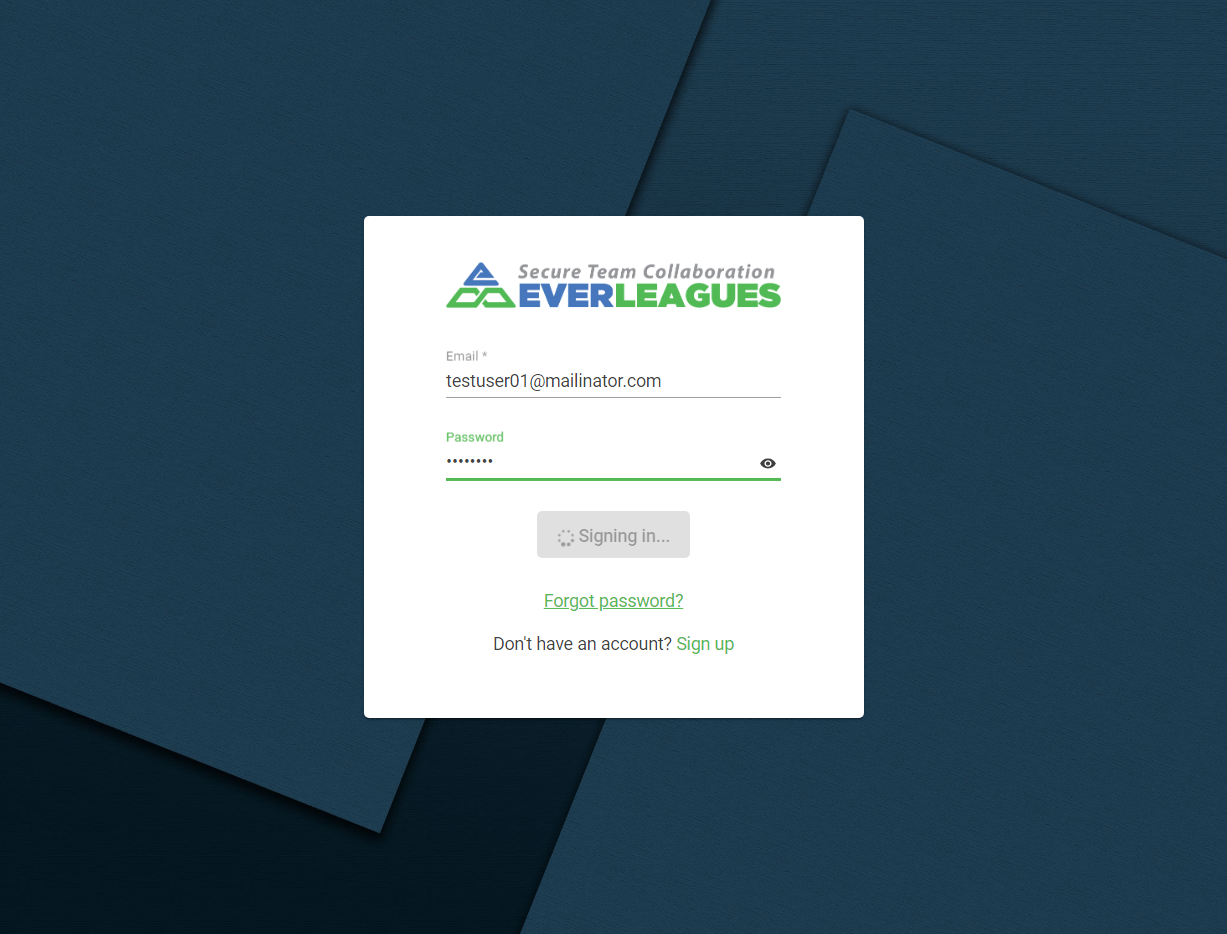 Secure Team Collaboration
EVERLEAGUES
Email *
testuser01@mailinator.com
Password
••••••••
Signing in...
Forgot password?
Don't have an account? Sign up